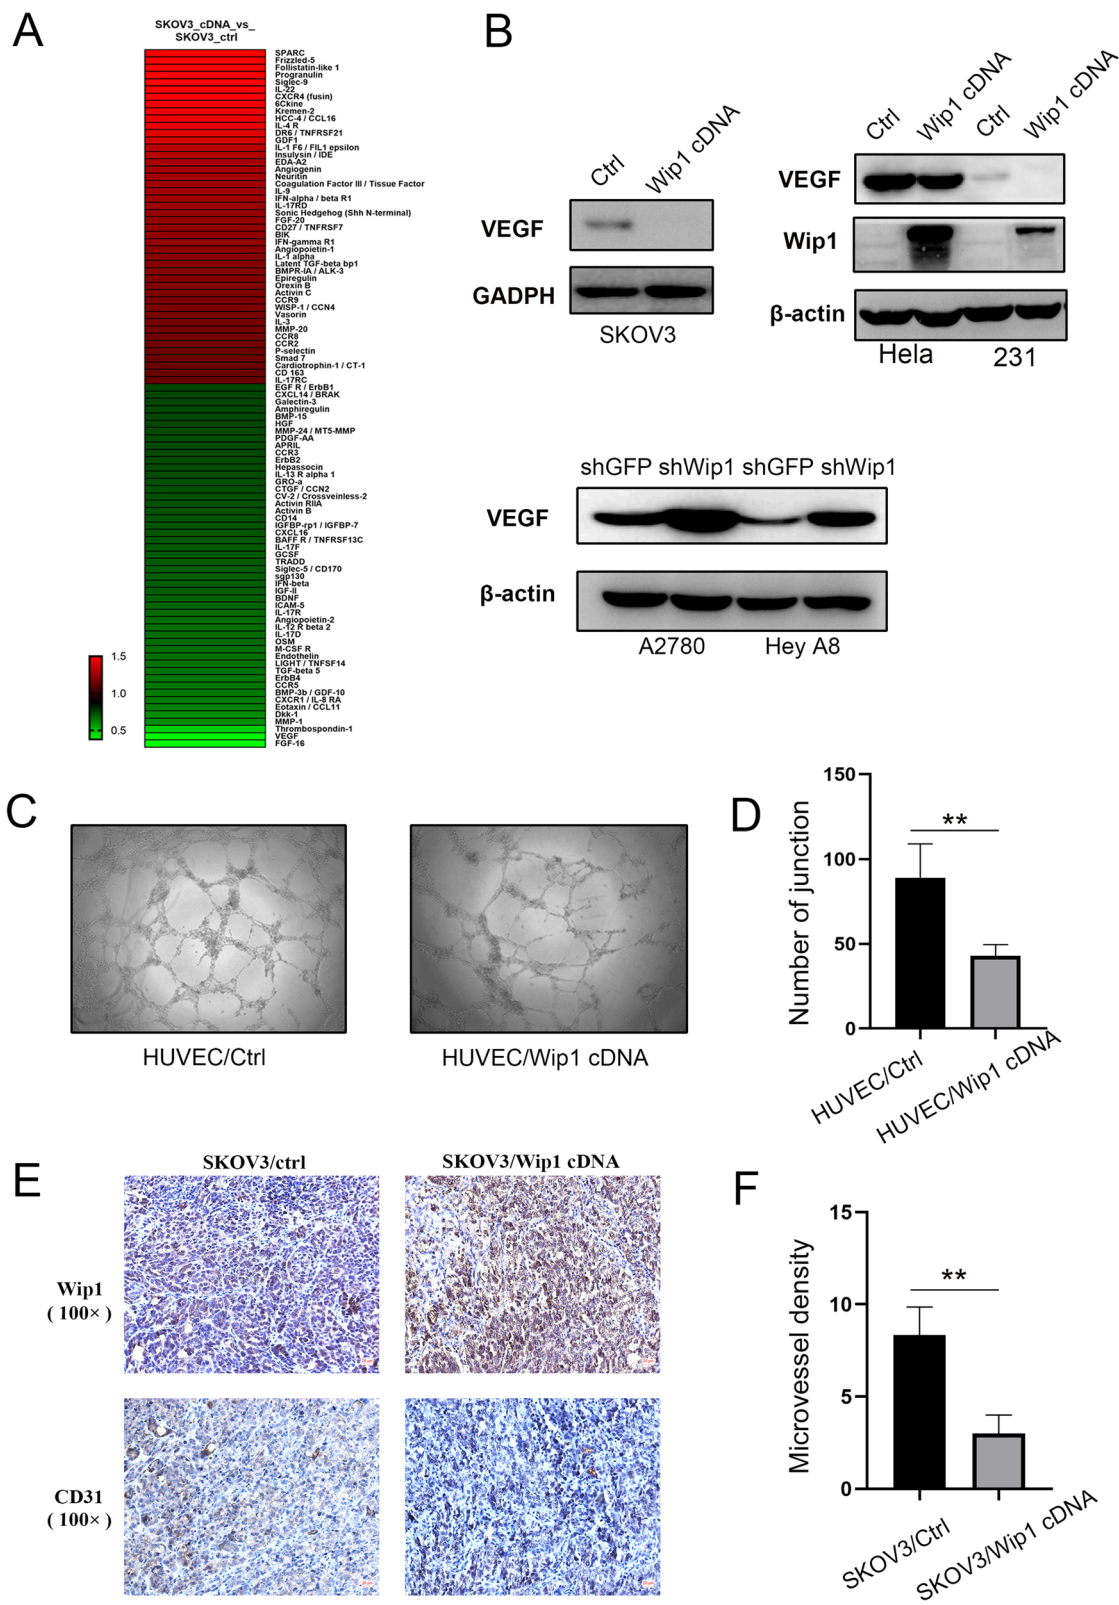 A
SKOV3_cDNA_vs_
SKOV3_ctrl
SPARC
Frizzled-5
Follistatin-like 1
Progranulin
Siglec-9
IL-22
CXCR4 (fusin)
6Ckine
Kremen-2
HCC-4 / CCL16
IL-4 R
DR6 / TNFRSF21
GDF1
IL-1 F6 / FIL1 epsilon
Insulysin / IDE
EDA-A2
Angiogenin
Neuritin
Coagulation Factor III / Tissue Factor
IL-9
IFN-alpha / beta R1
IL-17RD
Sonic Hedgehog (Shh N-terminal)
FGF-20
CD27 / TNFRSF7
BIK
IFN-gamma R1
Angiopoietin-1
IL-1 alpha
Latent TGF-beta bp1
BMPR-IA / ALK-3
Epiregulin
Orexin B
Activin C
CCR9
WISP-1 / CCN4
Vasorin
IL-3
MMP-20
CCR8
CCR2
P-selectin
Smad 7
Cardiotrophin-1 / CT-1
CD 163
IL-17RC
EGF R / ErbB1
CXCL14 / BRAK
Galectin-3
Amphiregulin
BMP-15
HGF
MMP-24 / MT5-MMP
PDGF-AA
APRIL
CCR3
ErbB2
Hepassocin
IL-13 R alpha 1
GRO-a
CTGF / CCN2
CV-2 / Crossveinless-2
Activin RIIA
Activin B
CD14
IGFBP-rp1 / IGFBP-7
CXCL16
BAFF R / TNFRSF13C
IL-17F
GCSF
TRADD
Siglec-5 / CD170
sgp130
IFN-beta
IGF-II
BDNF
ICAM-5
IL-17R
Angiopoietin-2
IL-12 R beta 2
IL-17D
OSM
M-CSF R
Endothelin
LIGHT / TNFSF14
TGF-beta 5
ErbB4
CCR5
BMP-3b / GDF-10
CXCR1 / IL-8 RA
Eotaxin / CCL11
Dkk-1
MMP-1
Thrombospondin-1
VEGF
FGF-16
1.5
1.0
0.5
B
Ctrl
Wip1 cDNA
VEGF
GADPH
SKOV3
Ctrl
Wip1 cDNA
Ctrl
Wip1 cDNA
VEGF
Wip1
β-actin
Hela
231
shGFP shWip1 shGFP shWip1
VEGF
β-actin
A2780
Hey A8
C
HUVEC/Ctrl
HUVEC/Wip1 cDNA
D
Number of junction
150
100
50
0
**
HUVEC/Ctrl
HUVEC/Wip1 cDNA
E
SKOV3/ctrl
SKOV3/Wip1 cDNA
Wip1
( 100× )
CD31
( 100× )
F
Microvessel density
15
10
5
0
**
SKOV3/Ctrl
SKOV3/Wip1 cDNA